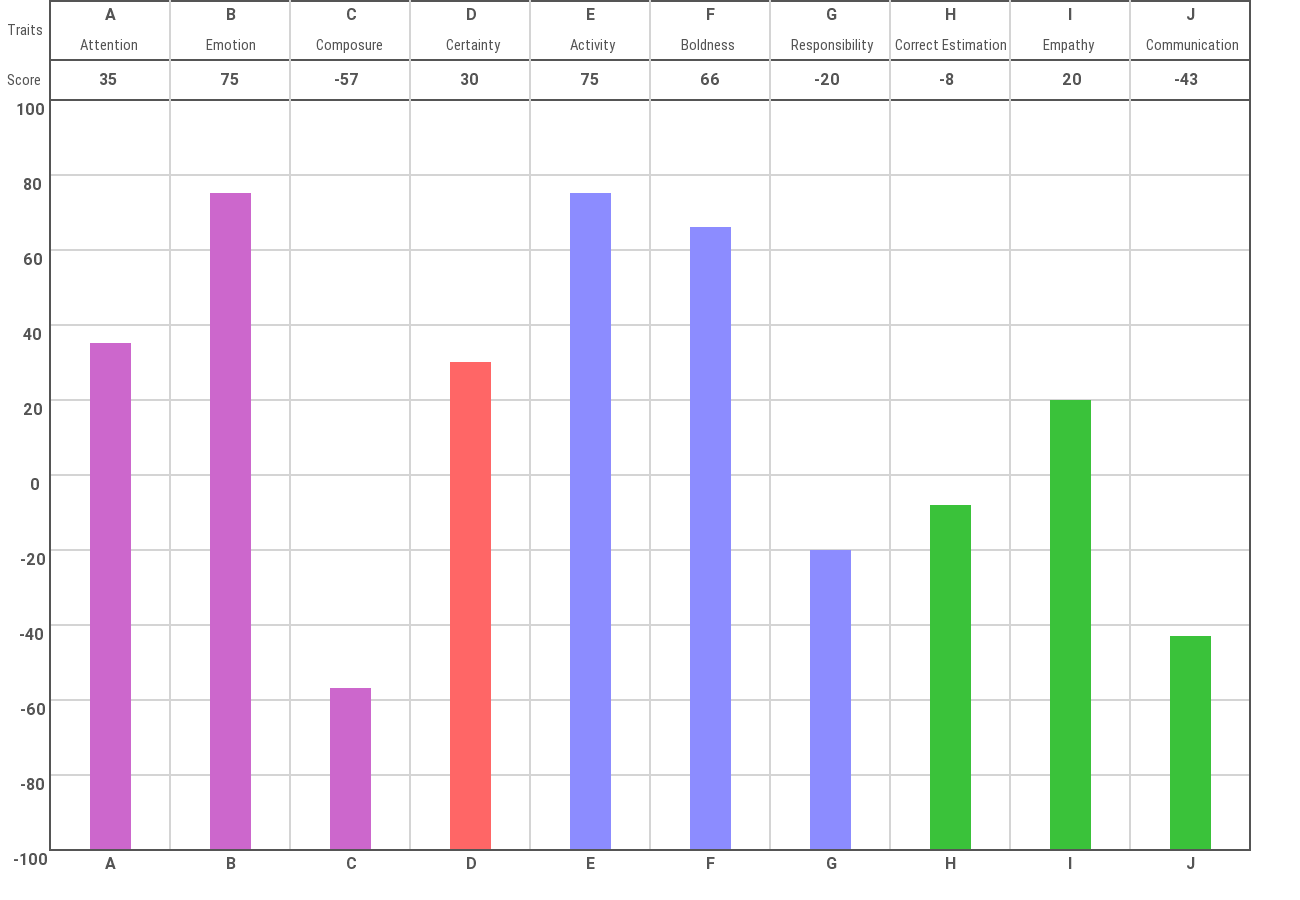 A B C D E F G H I J
Traits
Attention Emotion Composure Certainty Activity Boldness Responsibility Correct Estimation Empathy Communication
Score 35 75 -57 30 75 66 -20 -8 20 -43
100
80
60
40
20
0
-20
-40
-60
-80
-100
A B C D E F G H I J